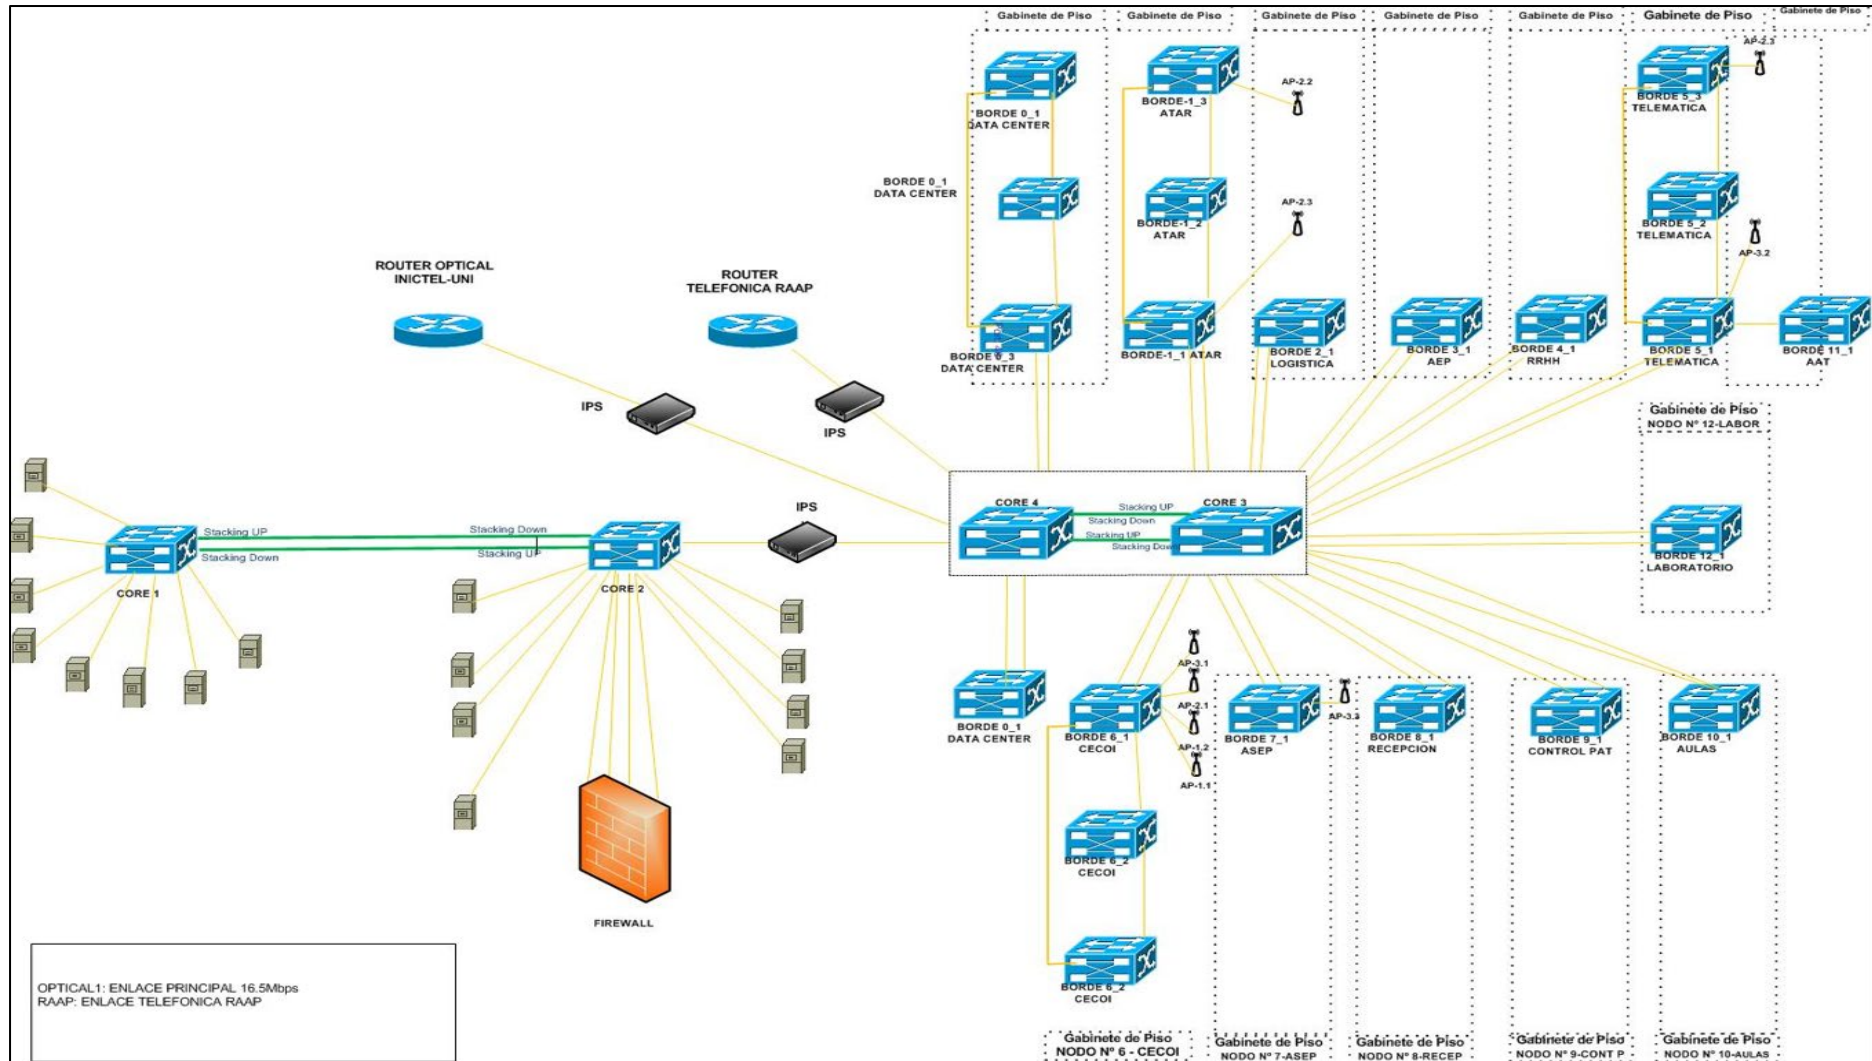 Gabinete de Piso
Gabinete de Piso
Gabinete de Piso
Gabinete de Piso
Gabinete de Piso
Gabinete de Piso
Gabinete de Piso
BORDE 0_1
DATA CENTER
BORDE-1_3
ATAR
AP-2.2
AP-2.3
BORDE 5_3
TELEMATICA
BORDE 0_1
DATA CENTER
BORDE-1_2
ATAR
AP-2.3
BORDE 5_2
TELEMATICA
AP-3.2
ROUTER OPTICAL
INICTEL-UNI
ROUTER
TELEFONICA RAAP
BORDE 0_3
DATA CENTER
BORDE-1_1 ATAR
BORDE 2_1
LOGISTICA
BORDE 3_1
AEP
BORDE 4_1
RRHH
BORDE 5_1
TELEMATICA
BORDE 11_1
AAT
IPS
IPS
Gabinete de Piso
NODO Nº 12-LABOR
IPS
CORE 4
Stacking UP
Stacking Down
Stacking UP
Stacking Down
CORE 3
Stacking UP
Stacking Down
Stacking Down
Stacking UP
CORE 1
CORE 2
BORDE 12_1
LABORATORIO
AP-3.1
AP-2.1
AP-1.2
AP-1.1
AP-3.3
BORDE 0_1
DATA CENTER
BORDE 6_1
CECOI
BORDE 7_1
ASEP
BORDE 8_1
RECEPCION
BORDE 9_1
CONTROL PAT
BORDE 10_1
AULAS
BORDE 6_2
CECOI
FIREWALL
BORDE 6_2
CECOI
OPTICAL1: ENLACE PRINCIPAL 16.5Mbps
RAAP: ENLACE TELEFONICA RAAP
Gabinete de Piso
NODO Nº 6 - CECOI
Gabinete de Piso
NODO Nº 7-ASEP
Gabinete de Piso
NODO Nº 8-RECEP
Gabinete de Piso
NODO Nº 9-CONT P
Gabinete de Piso
NODO Nº 10-AULAS